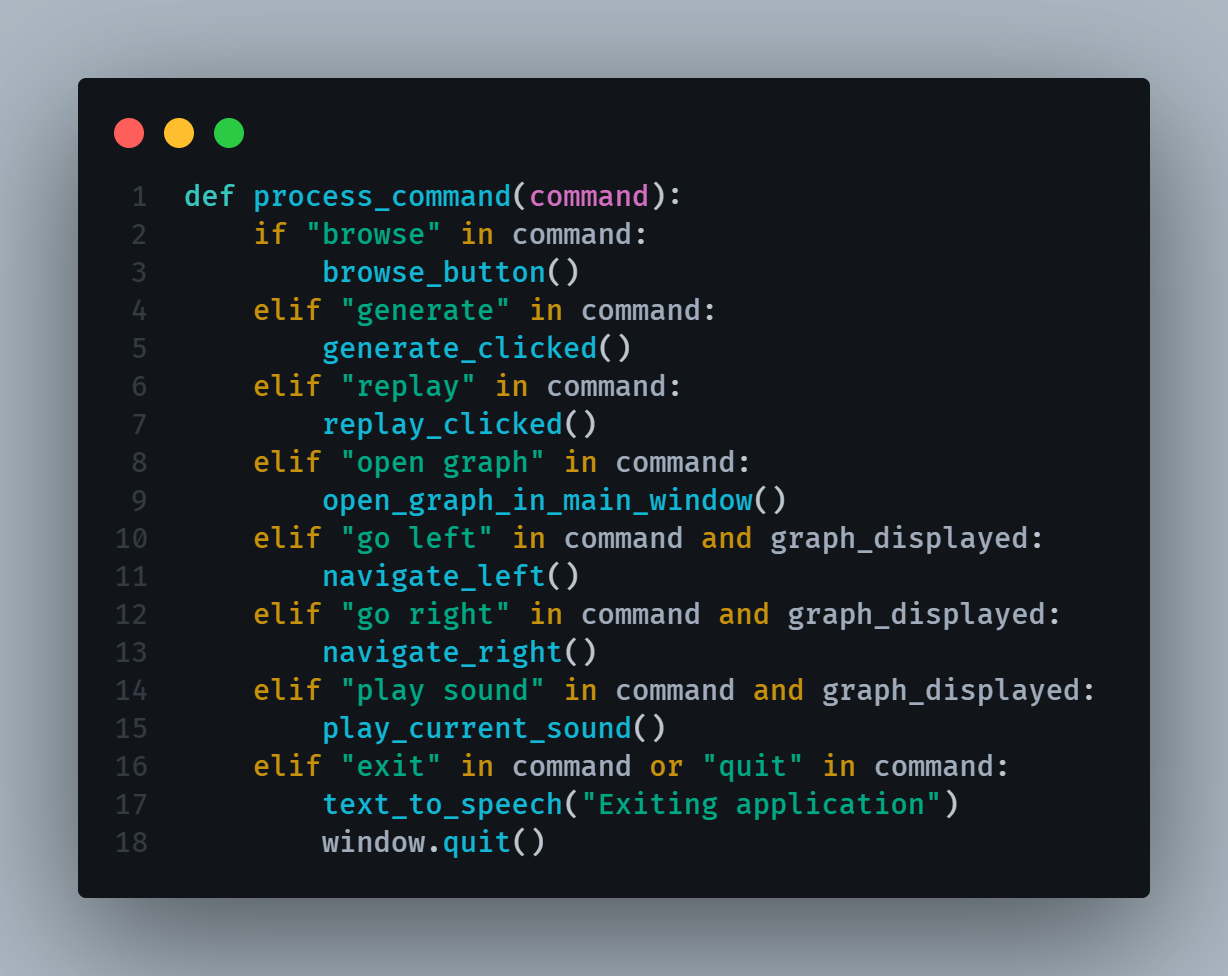 1 def process_command(command):
2     if "browse" in command:
3         browse_button()
4     elif "generate" in command:
5         generate_clicked()
6     elif "replay" in command:
7         replay_clicked()
8     elif "open graph" in command:
9         open_graph_in_main_window()
10     elif "go left" in command and graph_displayed:
11         navigate_left()
12     elif "go right" in command and graph_displayed:
13         navigate_right()
14     elif "play sound" in command and graph_displayed:
15         play_current_sound()
16     elif "exit" in command or "quit" in command:
17         text_to_speech("Exiting application")
18         window.quit()